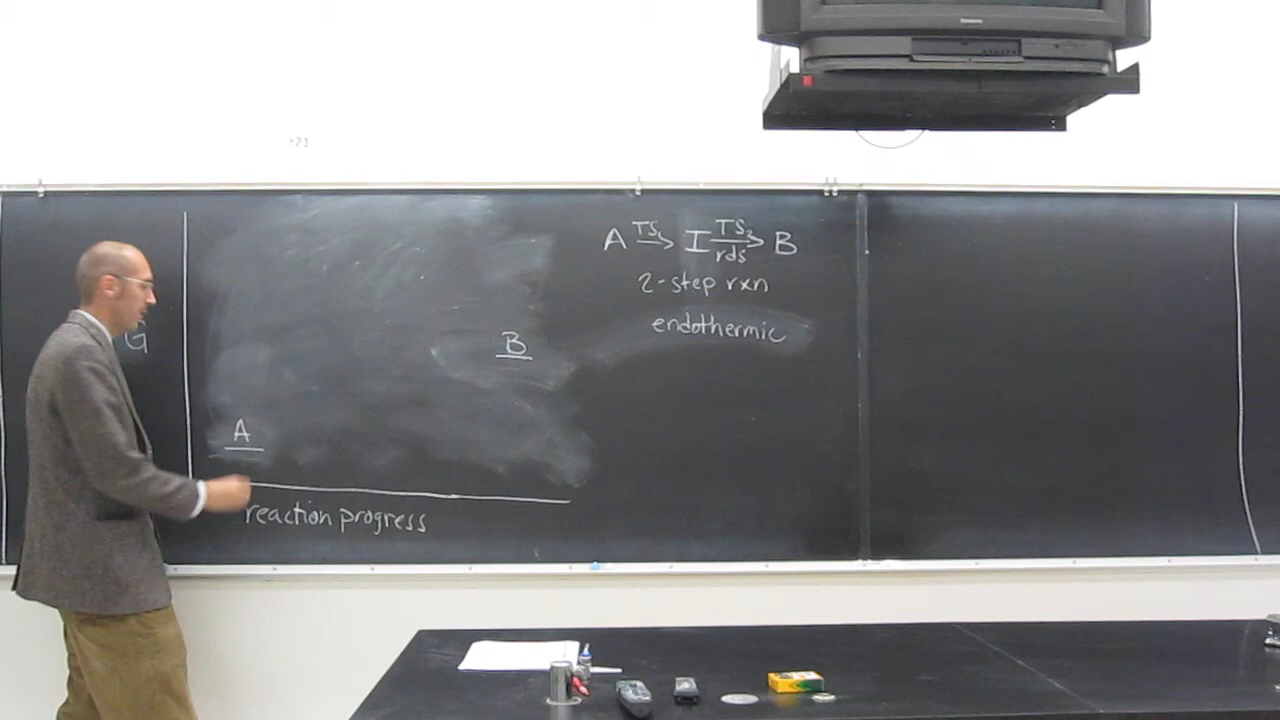 A TS₁→ I TS₂→ B
rds
2-step rxn
endothermic
G
B
A
reaction progress